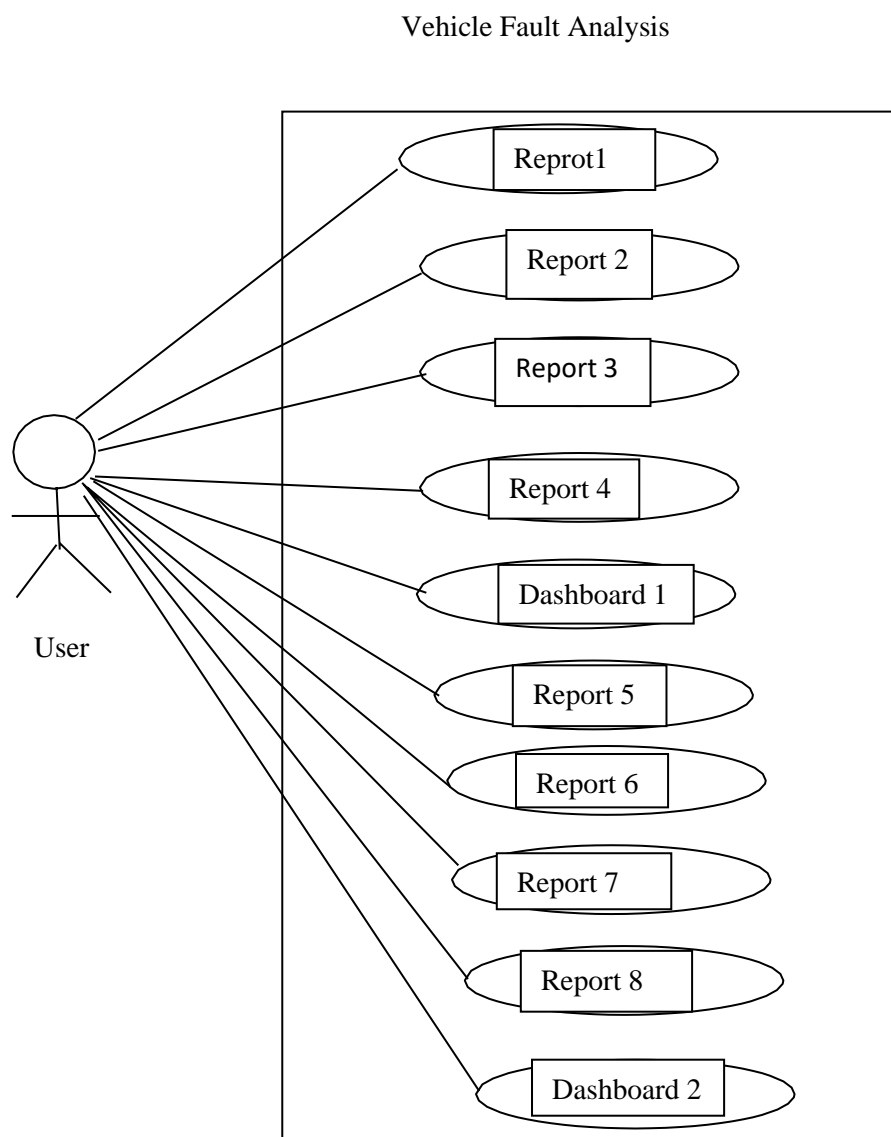 Vehicle Fault Analysis
Reprot1
Report 2
Report 3
Report 4
Dashboard 1
User
Report 5
Report 6
Report 7
Report 8
Dashboard 2